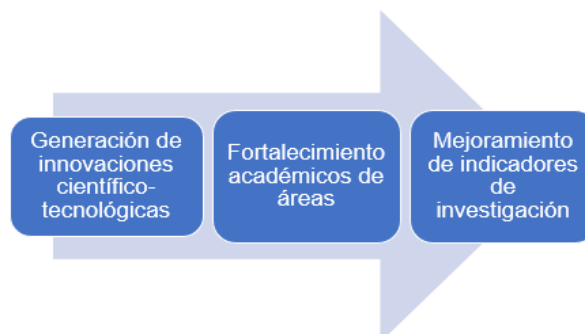 Generación de
innovaciones
científico-
tecnológicas
Fortalecimiento
académicos de
áreas
Mejoramiento
de indicadores
de
investigación